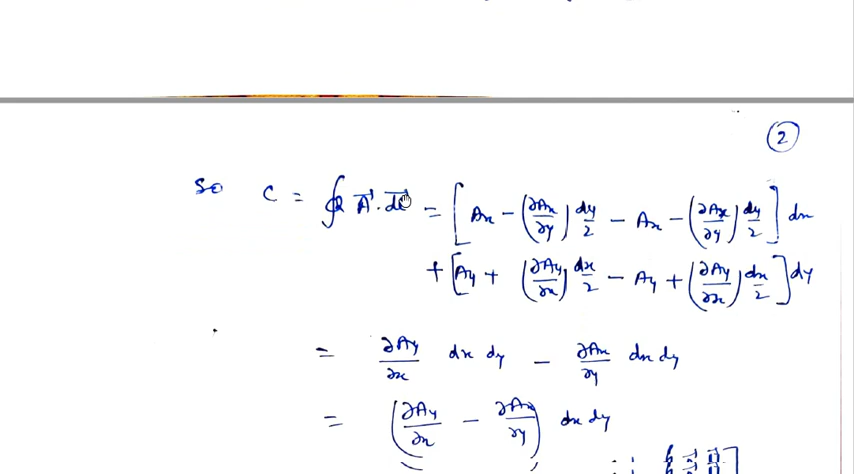 2
So C = ∮ A⃗ · dl⃗ = [Ax − (∂Ax/∂y) dy/2 − Ax − (∂Ax/∂y) dy/2] dx
+ [Ay + (∂Ay/∂x) dx/2 − Ay + (∂Ay/∂x) dx/2] dy
= ∂Ay/∂x dx dy − ∂Ax/∂y dx dy
= (∂Ay/∂x − ∂Ax/∂y) dx dy